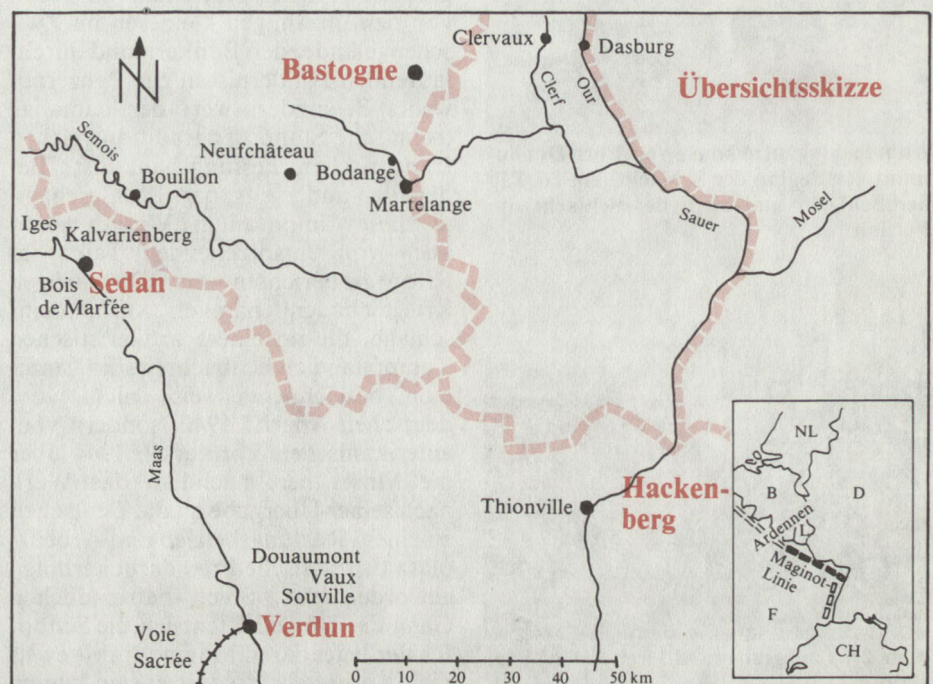 N
Clervaux
Dasburg
Bastogne
Clerf
Our
Übersichtsskizze
Semois
Neufchâteau
Bouillon
Bodange
Martelange
Sauer
Mosel
Iges
Kalvarienberg
Sedan
Bois
de Marfée
Maas
Thionville
Hacken-
berg
Douaumont
Vaux
Souville
Verdun
Voie
Sacrée
0 10 20 30 40 50 km
NL
B
D
Ardennen
L
Maginot-
Linie
F
CH